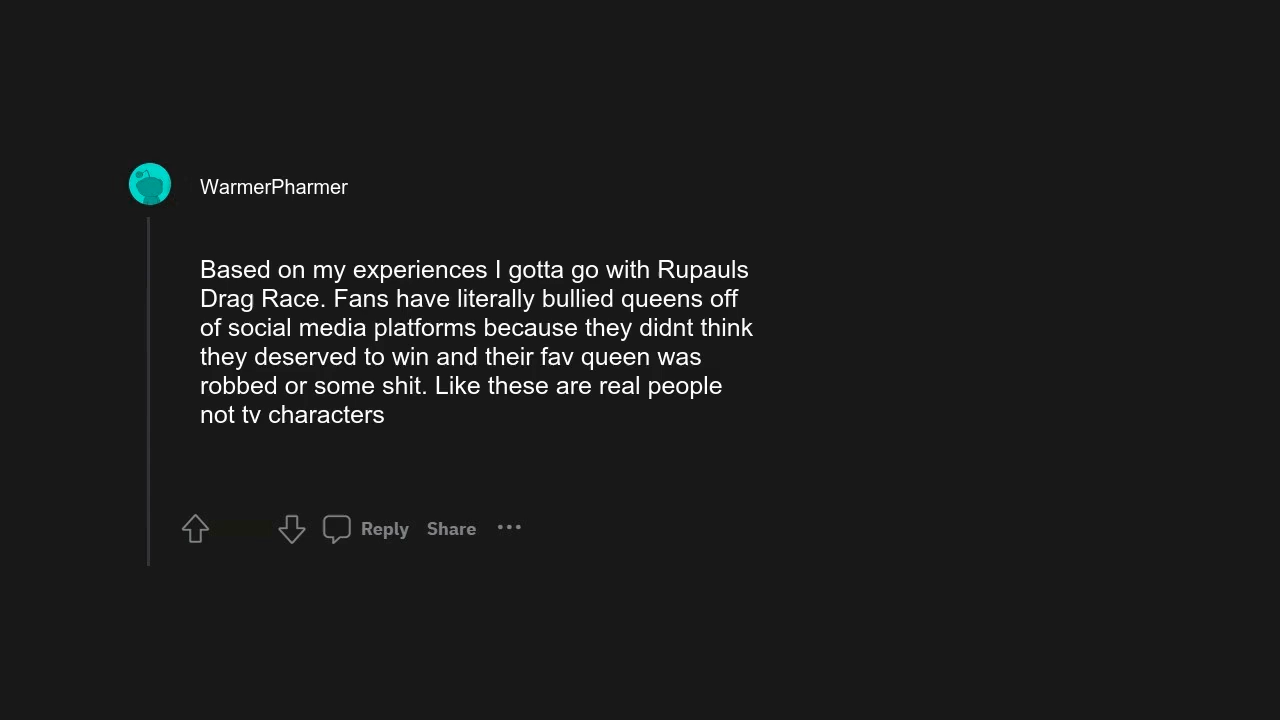 WarmerPharmer
Based on my experiences I gotta go with Rupauls
Drag Race. Fans have literally bullied queens off
of social media platforms because they didnt think
they deserved to win and their fav queen was
robbed or some shit. Like these are real people
not tv characters
Reply Share